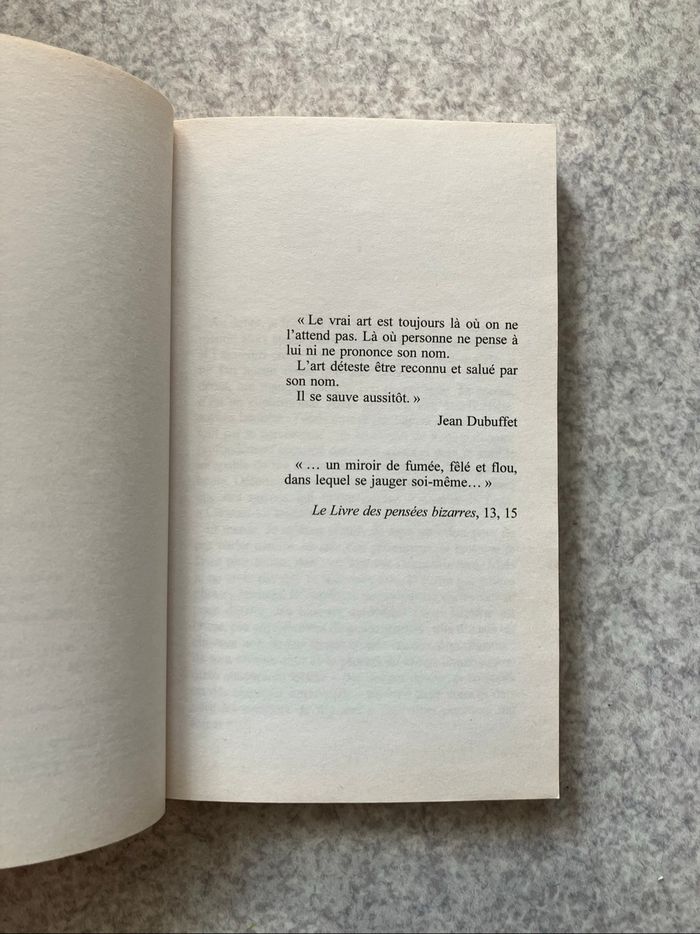 « Le vrai art est toujours là où on ne
l'attend pas. Là où personne ne pense à
lui ni ne prononce son nom.
L'art déteste être reconnu et salué par
son nom.
Il se sauve aussitôt. »
Jean Dubuffet
« … un miroir de fumée, fêlé et flou,
dans lequel se jauger soi-même… »
Le Livre des pensées bizarres, 13, 15